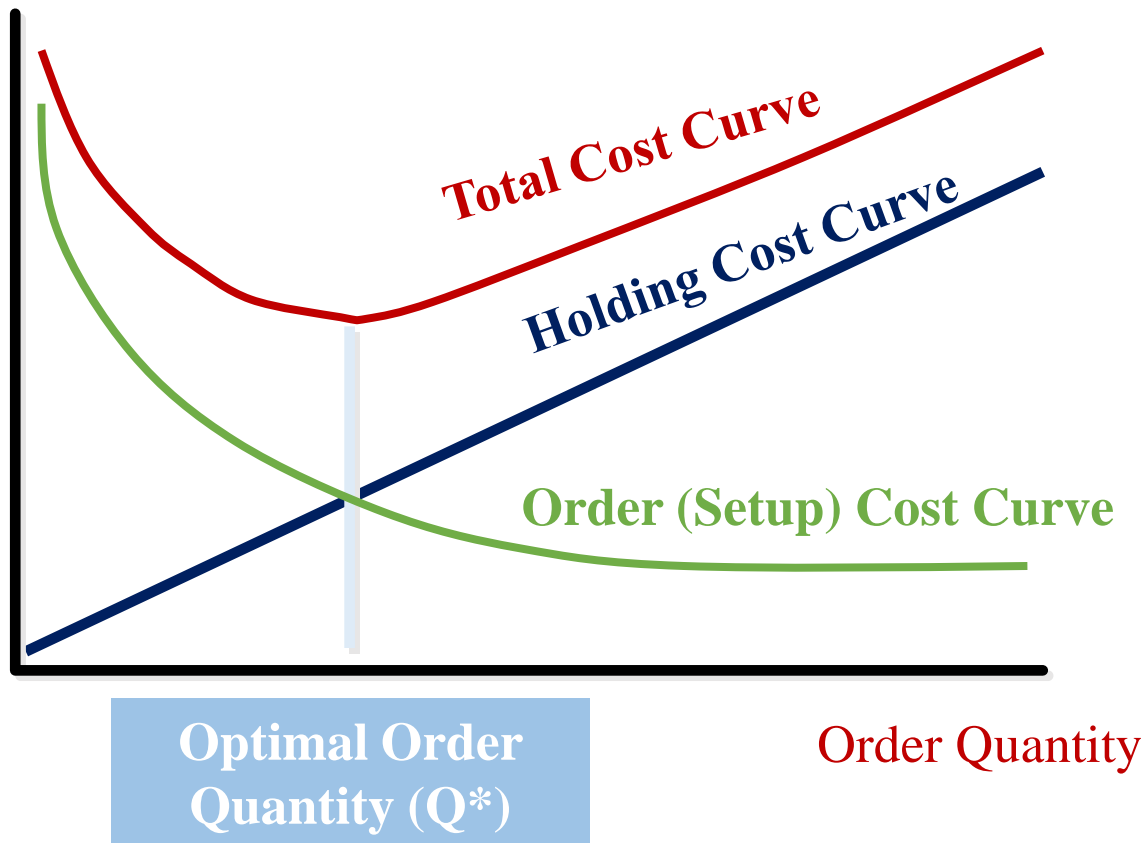 Total Cost Curve
Holding Cost Curve
Order (Setup) Cost Curve
Optimal Order
Quantity (Q*)
Order Quantity